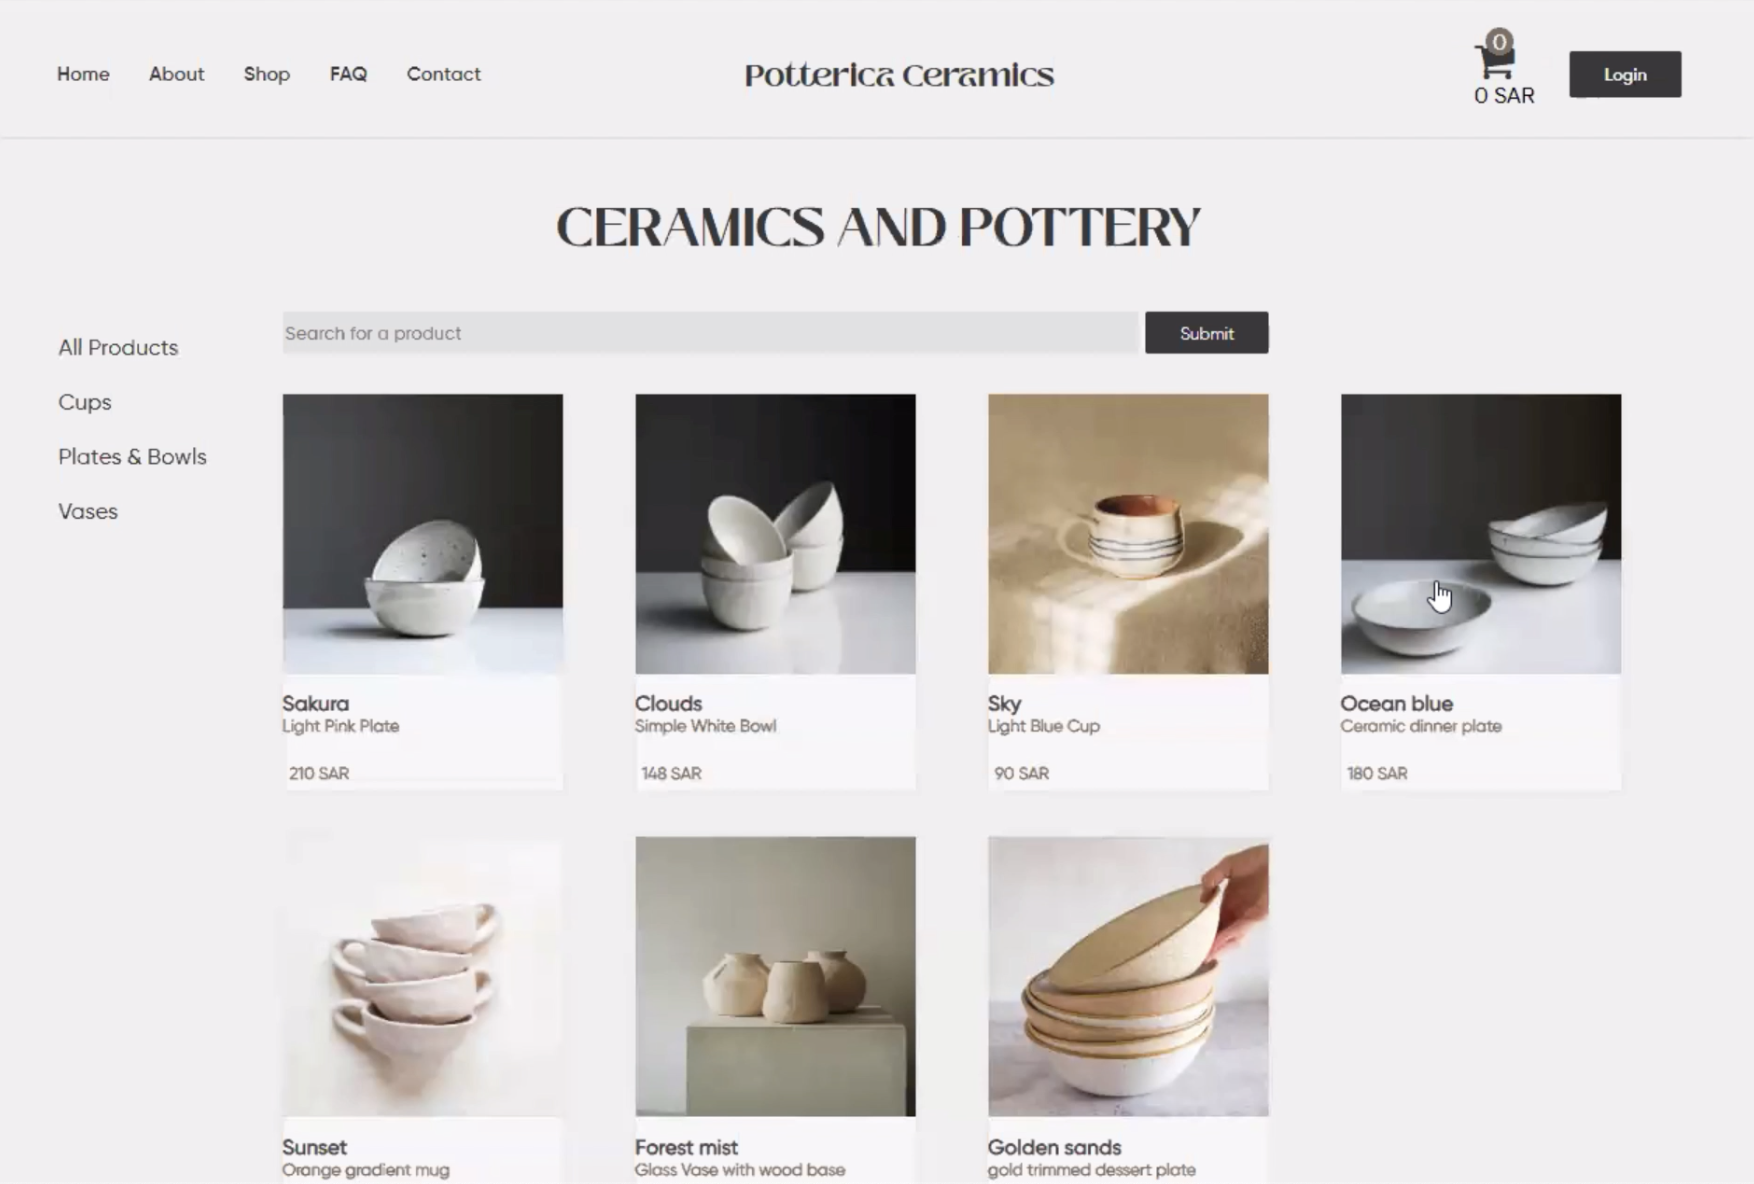 Home About Shop FAQ Contact
Potterica Ceramics
0
0 SAR
Login
CERAMICS AND POTTERY
All Products
Cups
Plates & Bowls
Vases
Search for a product
Submit
Sakura
Light Pink Plate
210 SAR
Clouds
Simple White Bowl
148 SAR
Sky
Light Blue Cup
90 SAR
Ocean blue
Ceramic dinner plate
180 SAR
Sunset
Orange gradient mug
Forest mist
Glass Vase with wood base
Golden sands
gold trimmed dessert plate